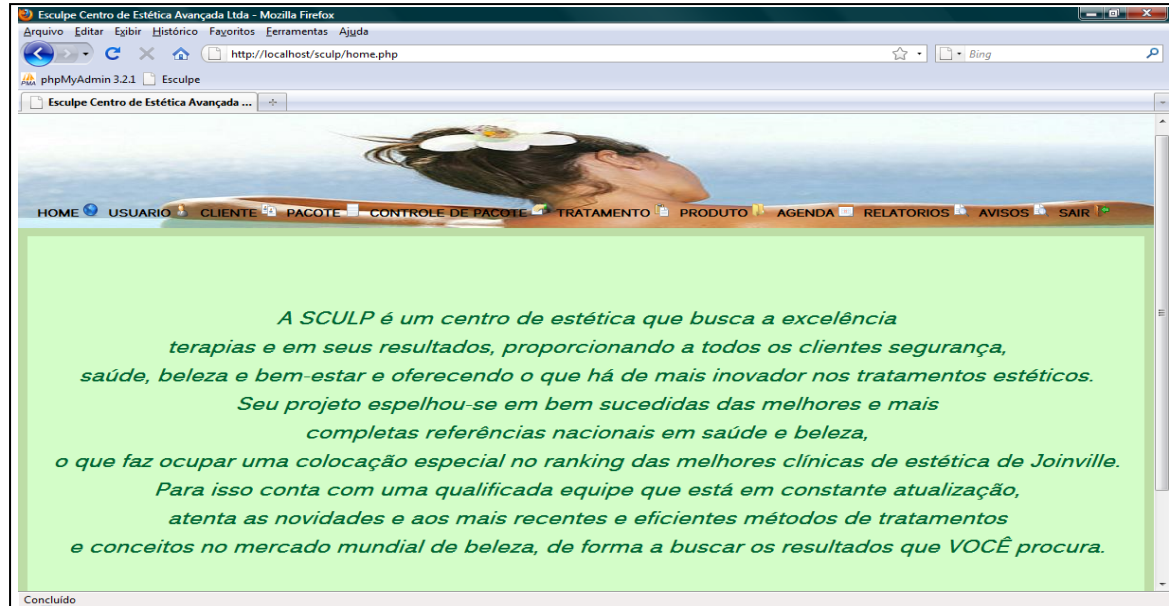 Esculpe Centro de Estética Avançada Ltda - Mozilla Firefox
Arquivo Editar Exibir Histórico Favoritos Ferramentas Ajuda
http://localhost/sculp/home.php
Bing
PMA phpMyAdmin 3.2.1 Esculpe
Esculpe Centro de Estética Avançada ...
HOME USUARIO CLIENTE PACOTE CONTROLE DE PACOTE TRATAMENTO PRODUTO AGENDA RELATORIOS AVISOS SAIR
A SCULP é um centro de estética que busca a excelência
terapias e em seus resultados, proporcionando a todos os clientes segurança,
saúde, beleza e bem-estar e oferecendo o que há de mais inovador nos tratamentos estéticos.
Seu projeto espelhou-se em bem sucedidas das melhores e mais
completas referências nacionais em saúde e beleza,
o que faz ocupar uma colocação especial no ranking das melhores clínicas de estética de Joinville.
Para isso conta com uma qualificada equipe que está em constante atualização,
atenta as novidades e aos mais recentes e eficientes métodos de tratamentos
e conceitos no mercado mundial de beleza, de forma a buscar os resultados que VOCÊ procura.
Concluído